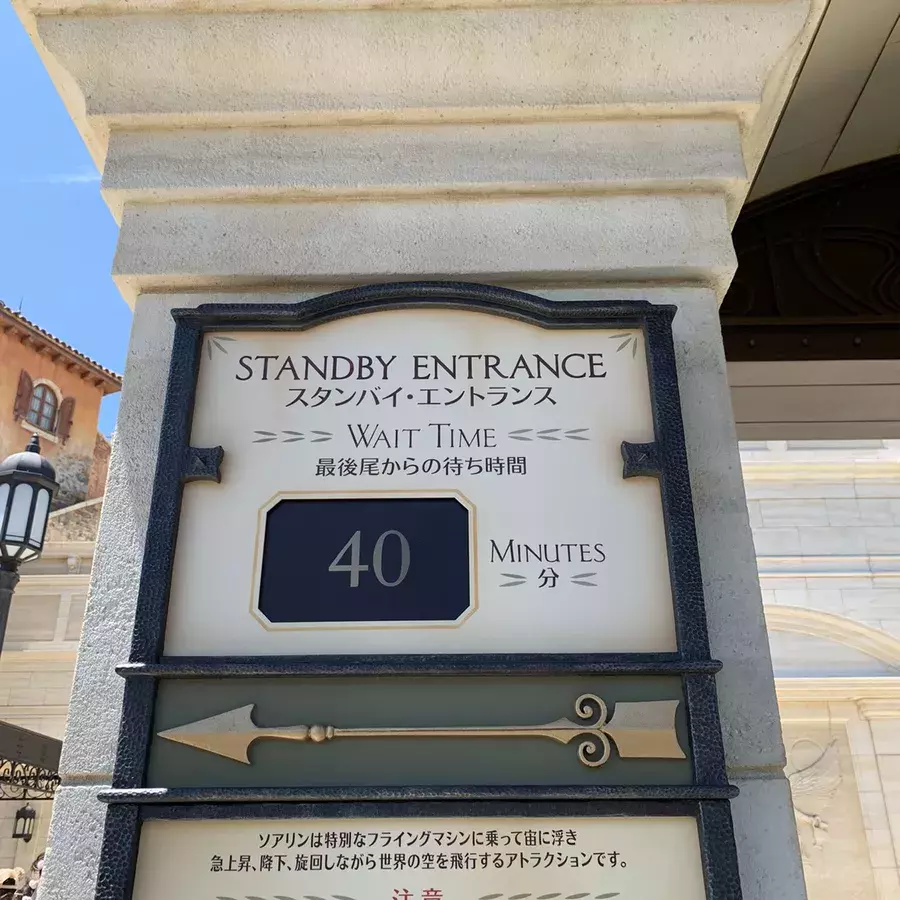 STANDBY ENTRANCE
スタンバイ・エントランス
WAIT TIME
最後尾からの待ち時間
40
MINUTES
分
ソアリンは特別なフライングマシンに乗って宙に浮き
急上昇、降下、旋回しながら世界の空を飛行するアトラクションです。
注意